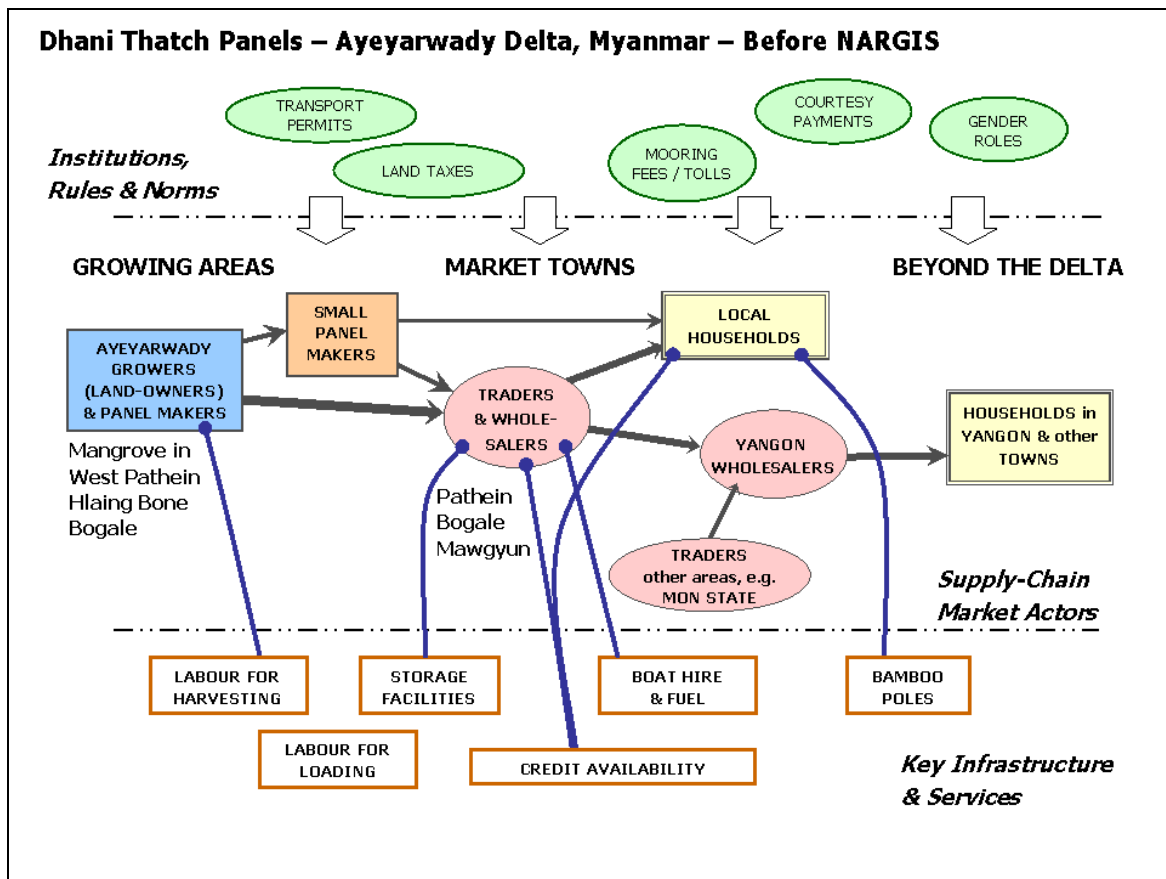 Dhani Thatch Panels – Ayeyarwady Delta, Myanmar – Before NARGIS
TRANSPORT
PERMITS
LAND TAXES
MOORING
FEES / TOLLS
COURTESY
PAYMENTS
GENDER
ROLES
Institutions,
Rules & Norms
GROWING AREAS
MARKET TOWNS
BEYOND THE DELTA
AYEYARWADY
GROWERS
(LAND-OWNERS)
& PANEL MAKERS
SMALL
PANEL
MAKERS
TRADERS
& WHOLE-
SALERS
LOCAL
HOUSEHOLDS
YANGON
WHOLESALERS
HOUSEHOLDS in
YANGON & other
TOWNS
Mangrove in
West Pathein
Hlaing Bone
Bogale
Pathein
Bogale
Mawgyun
TRADERS
other areas, e.g.
MON STATE
Supply-Chain
Market Actors
LABOUR FOR
HARVESTING
STORAGE
FACILITIES
BOAT HIRE
& FUEL
BAMBOO
POLES
LABOUR FOR
LOADING
CREDIT AVAILABILITY
Key Infrastructure
& Services